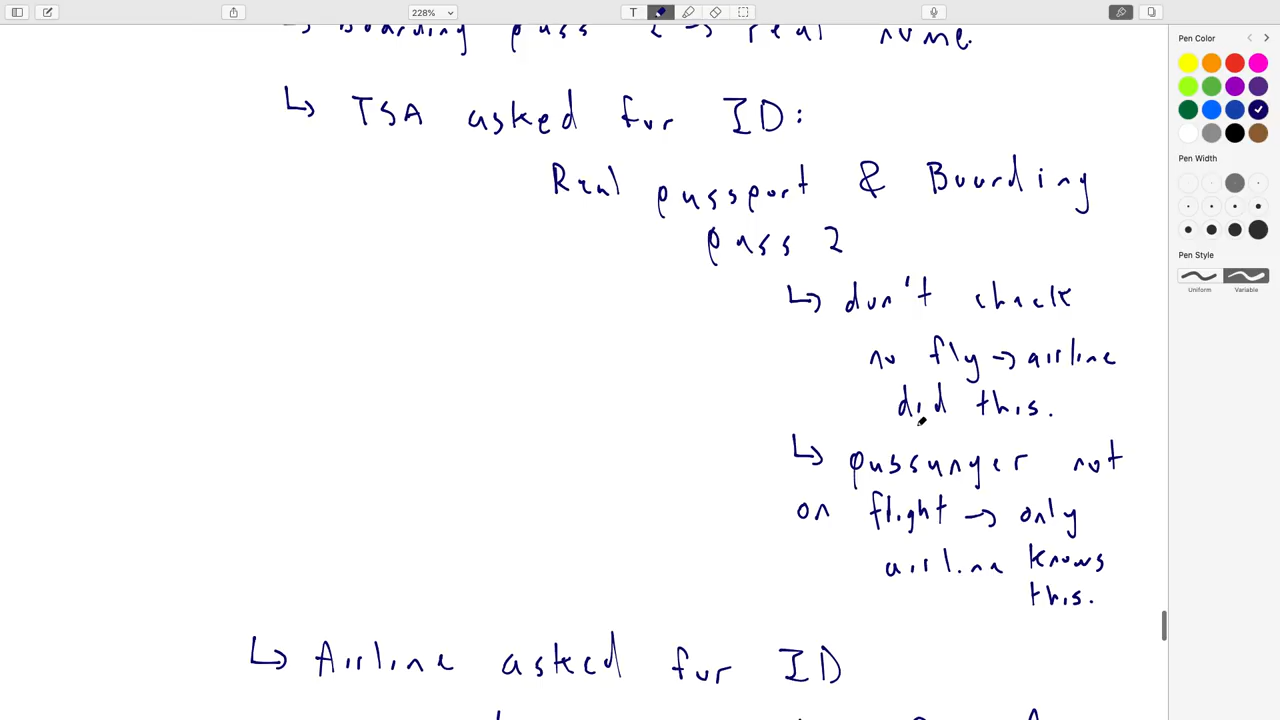 228%
T
Pen Color
↳ Boarding pass 2 → real name.
↳ TSA asked for ID:
Real passport & Boarding
pass 2
Pen Width
Pen Style
Uniform Variable
↳ don't check
no fly → airline
did this.
↳ passenger not
on flight → only
airline knows
this.
↳ Airline asked for ID